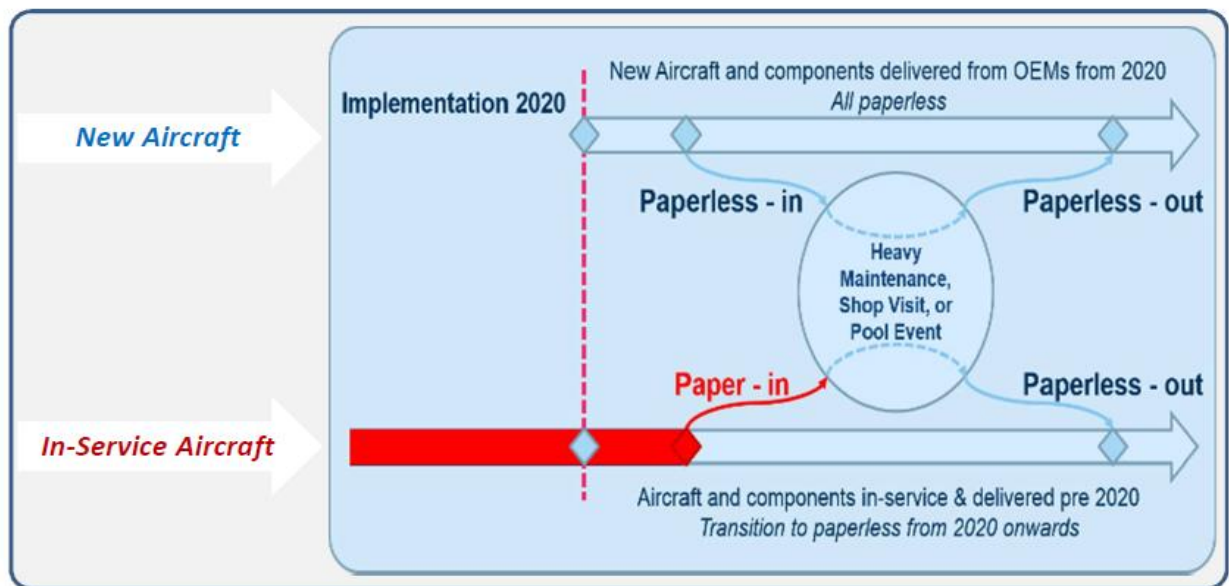 New Aircraft and components delivered from OEMs from 2020
All paperless
Implementation 2020
New Aircraft
Paperless - in
Paperless - out
Heavy
Maintenance,
Shop Visit, or
Pool Event
Paper - in
Paperless - out
In-Service Aircraft
Aircraft and components in-service & delivered pre 2020
Transition to paperless from 2020 onwards